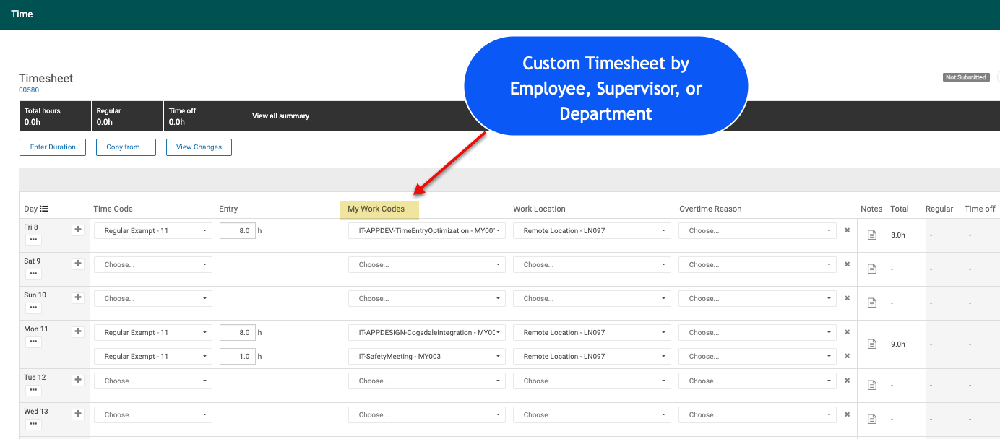 Time
Custom Timesheet by
Employee, Supervisor, or
Department
Timesheet
00580
Not Submitted
Total hours Regular Time off View all summary
0.0h 0.0h 0.0h
Enter Duration Copy from... View Changes
Day Time Code Entry My Work Codes Work Location Overtime Reason Notes Total Regular Time off
Fri 8 + Regular Exempt - 11 8.0 h IT-APPDEV-TimeEntryOptimization - MY00 Remote Location - LN097 Choose... 8.0h - -
Sat 9 + Choose... Choose... Choose... Choose... - - -
Sun 10 + Choose... Choose... Choose... Choose... - - -
Mon 11 + Regular Exempt - 11 8.0 h IT-APPDESIGN-CogsdaleIntegration - MY00 Remote Location - LN097 Choose... 9.0h - -
Regular Exempt - 11 1.0 h IT-SafetyMeeting - MY003 Remote Location - LN097 Choose...
Tue 12 + Choose... Choose... Choose... Choose... - - -
Wed 13 + Choose... Choose... Choose... Choose... - - -